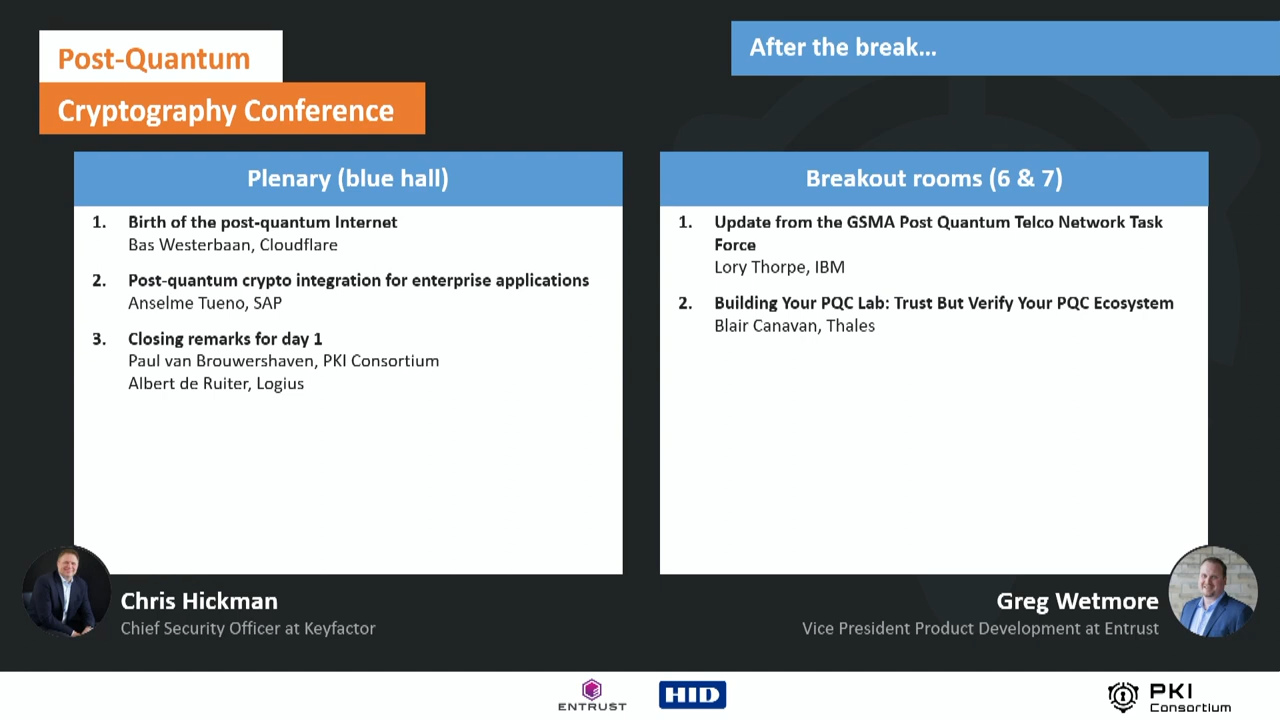 Post-Quantum
Cryptography Conference
After the break...
Plenary (blue hall)
1. Birth of the post-quantum Internet
Bas Westerbaan, Cloudflare
2. Post-quantum crypto integration for enterprise applications
Anselme Tueno, SAP
3. Closing remarks for day 1
Paul van Brouwershaven, PKI Consortium
Albert de Ruiter, Logius
Breakout rooms (6 & 7)
1. Update from the GSMA Post Quantum Telco Network Task
Force
Lory Thorpe, IBM
2. Building Your PQC Lab: Trust But Verify Your PQC Ecosystem
Blair Canavan, Thales
Chris Hickman
Chief Security Officer at Keyfactor
Greg Wetmore
Vice President Product Development at Entrust
ENTRUST
HID
PKI
Consortium